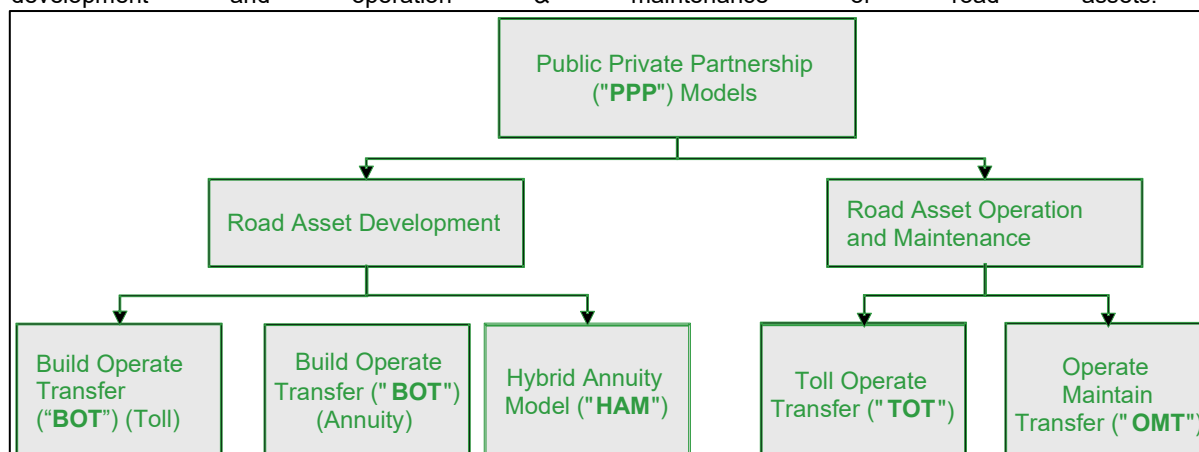 development and operation & maintenance of road assets.
Public Private Partnership
("PPP") Models
Road Asset Development
Road Asset Operation
and Maintenance
Build Operate
Transfer
(“BOT”) (Toll)
Build Operate
Transfer ("BOT")
(Annuity)
Hybrid Annuity
Model ("HAM")
Toll Operate
Transfer ("TOT")
Operate
Maintain
Transfer ("OMT")